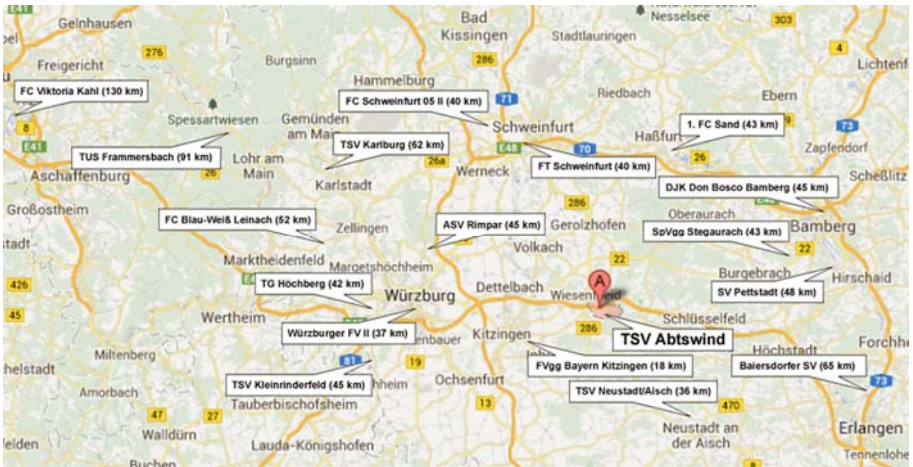 E41
Gelnhausen
Bad
Kissingen
Nesselsee
303
Freigericht
276
Burgsinn
286
Stadtlauringen
4
Lichtenf
FC Viktoria Kahl (130 km)
Hammelburg
FC Schweinfurt 05 II (40 km)
71
Riedbach
Ebern
8
Spessartwiesen
Gemünden
am Main
Schweinfurt
Haßfurt
1. FC Sand (43 km)
73
Zapfendorf
E41
TUS Frammersbach (91 km)
Lohr am
Main
TSV Karlburg (62 km)
26a
E48
70
26
Aschaffenburg
26
Karlstadt
Werneck
FT Schweinfurt (40 km)
Scheßlitz
DJK Don Bosco Bamberg (45 km)
Großostheim
286
FC Blau-Weiß Leinach (52 km)
Zellingen
ASV Rimpar (45 km)
Gerolzhofen
Oberaurach
Bamberg
SpVgg Stegaurach (43 km)
Volkach
22
22
Marktheidenfeld
Margetshöchheim
Burgebrach
Hirschaid
426
TG Höchberg (42 km)
Würzburg
Dettelbach
A
SV Pettstadt (48 km)
45
Wertheim
Schlüsselfeld
Würzburger FV II (37 km)
Kitzingen
286
TSV Abtswind
Forchhe
Miltenberg
81
19
Höchstadt
FVgg Bayern Kitzingen (18 km)
Baiersdorfer SV (65 km)
TSV Kleinrinderfeld (45 km)
Ochsenfurt
TSV Neustadt/Aisch (36 km)
73
Amorbach
Tauberbischofsheim
13
470
47
27
Neustadt an
der Aisch
Erlangen
Walldürn
Lauda-Königshofen
Buchen
8
Tennenlohe